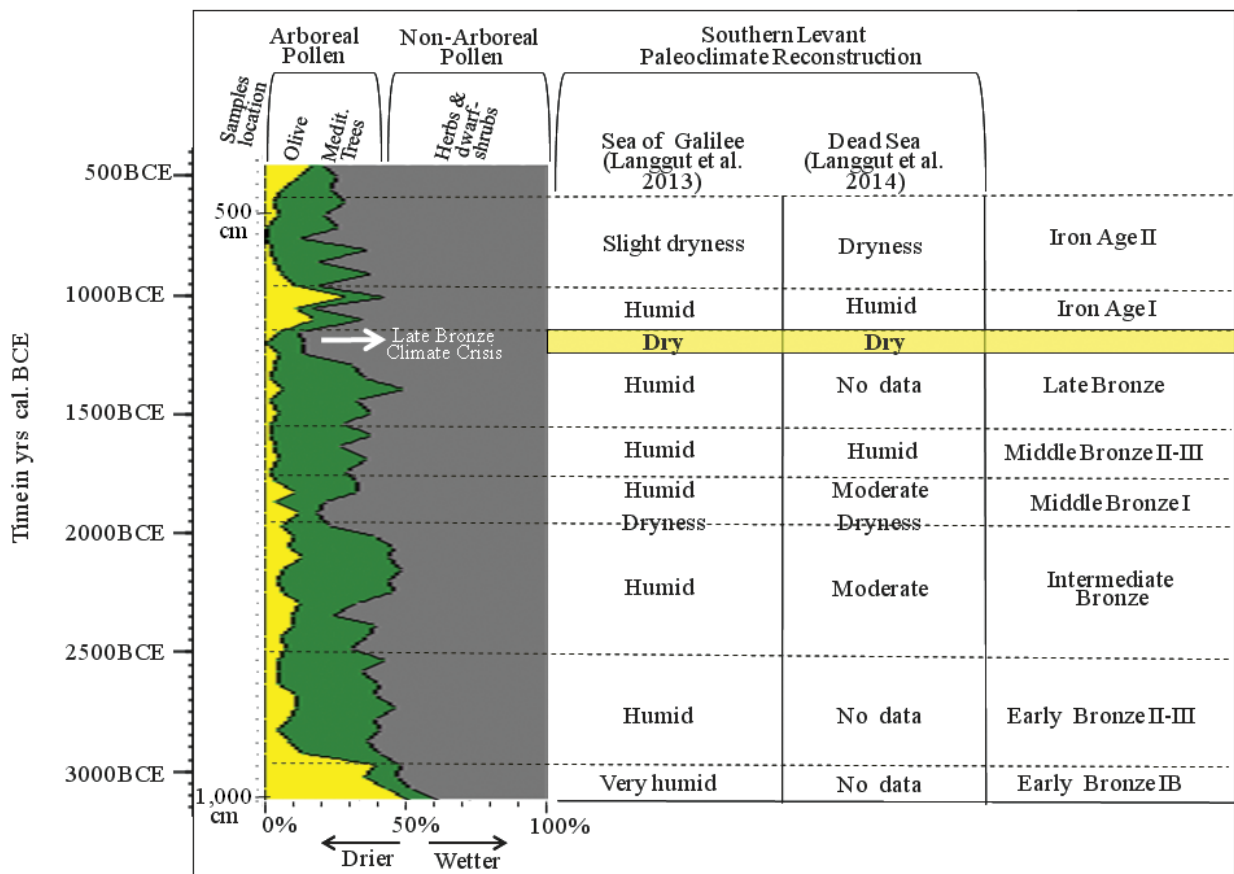 Arboreal
Pollen
Non-Arboreal
Pollen
Southern Levant
Paleoclimate Reconstruction
Samples
location
Olive
Medit.
Trees
Herbs &
dwarf-
shrubs
Sea of Galilee
(Langgut et al.
2013)
Dead Sea
(Langgut et al.
2014)
Time in yrs cal. BCE
500BCE
1000BCE
1500BCE
2000BCE
2500BCE
3000BCE
500
cm
1,000
cm
Late Bronze
Climate Crisis
Slight dryness
Dryness
Iron Age II
Humid
Humid
Iron Age I
Dry
Dry
Humid
No data
Late Bronze
Humid
Humid
Middle Bronze II-III
Humid
Moderate
Middle Bronze I
Dryness
Dryness
Humid
Moderate
Intermediate
Bronze
Humid
No data
Early Bronze II-III
Very humid
No data
Early Bronze IB
0%
50%
100%
Drier
Wetter